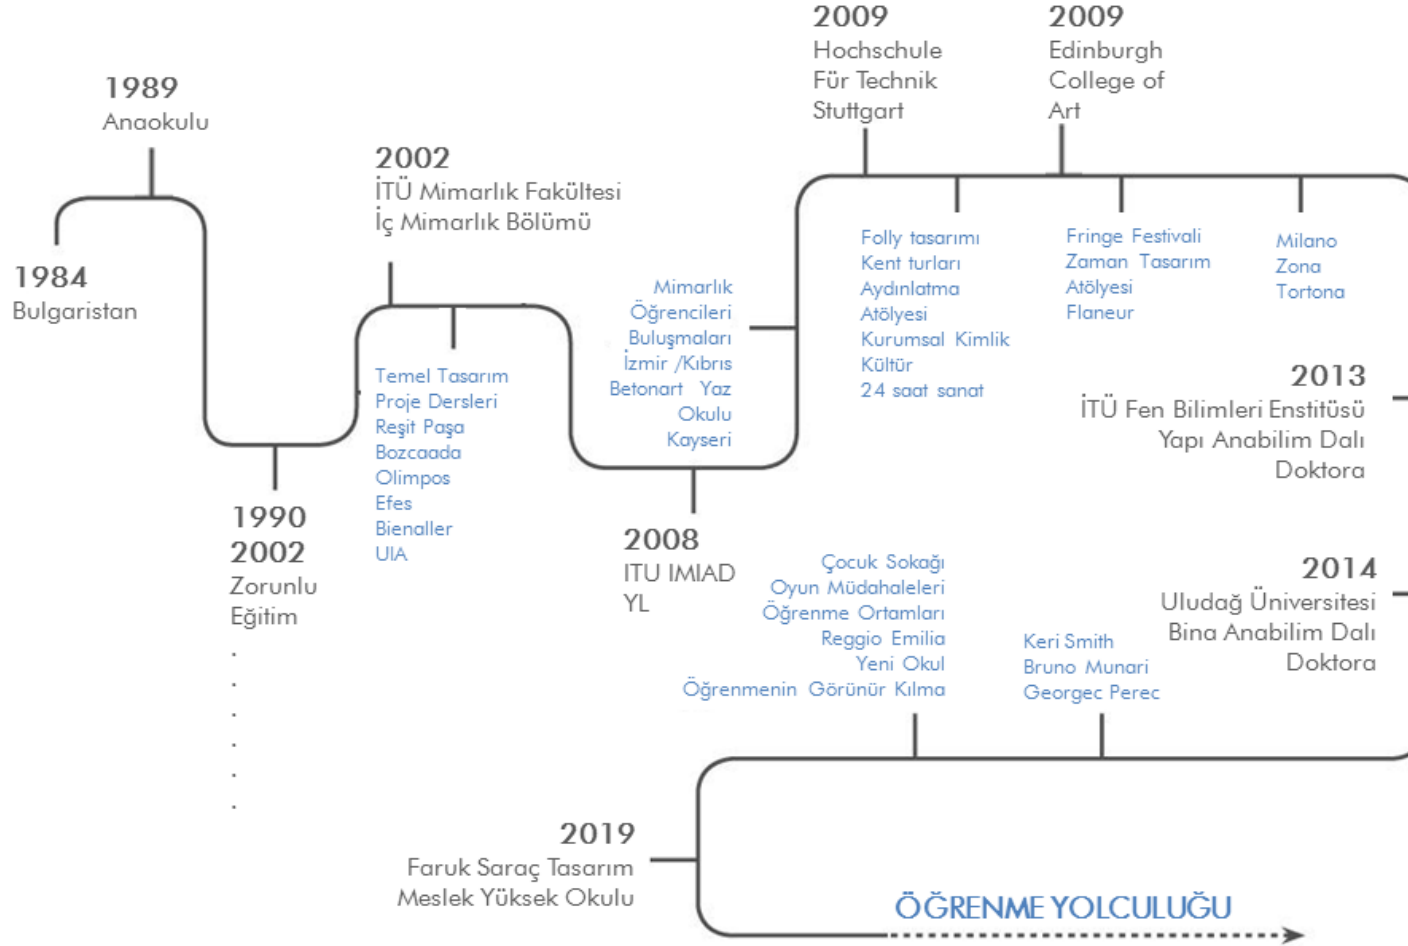 1984
Bulgaristan
1989
Anaokulu
1990
2002
Zorunlu
Eğitim
.
.
.
.
.
.
2002
İTÜ Mimarlık Fakültesi
İç Mimarlık Bölümü
Temel Tasarım
Proje Dersleri
Reşit Paşa
Bozcaada
Olimpos
Efes
Bienaller
UIA
2008
ITU IMIAD
YL
Mimarlık
Öğrencileri
Buluşmaları
İzmir /Kıbrıs
Betonart Yaz
Okulu
Kayseri
2009
Hochschule
Für Technik
Stuttgart
Folly tasarımı
Kent turları
Aydınlatma
Atölyesi
Kurumsal Kimlik
Kültür
24 saat sanat
2009
Edinburgh
College of
Art
Fringe Festivali
Zaman Tasarım
Atölyesi
Flaneur
Milano
Zona
Tortona
2013
İTÜ Fen Bilimleri Enstitüsü
Yapı Anabilim Dalı
Doktora
2014
Uludağ Üniversitesi
Bina Anabilim Dalı
Doktora
Keri Smith
Bruno Munari
Georgec Perec
Çocuk Sokağı
Oyun Müdahaleleri
Öğrenme Ortamları
Reggio Emilia
Yeni Okul
Öğrenmenin Görünür Kılma
2019
Faruk Saraç Tasarım
Meslek Yüksek Okulu
ÖĞRENME YOLCULUĞU